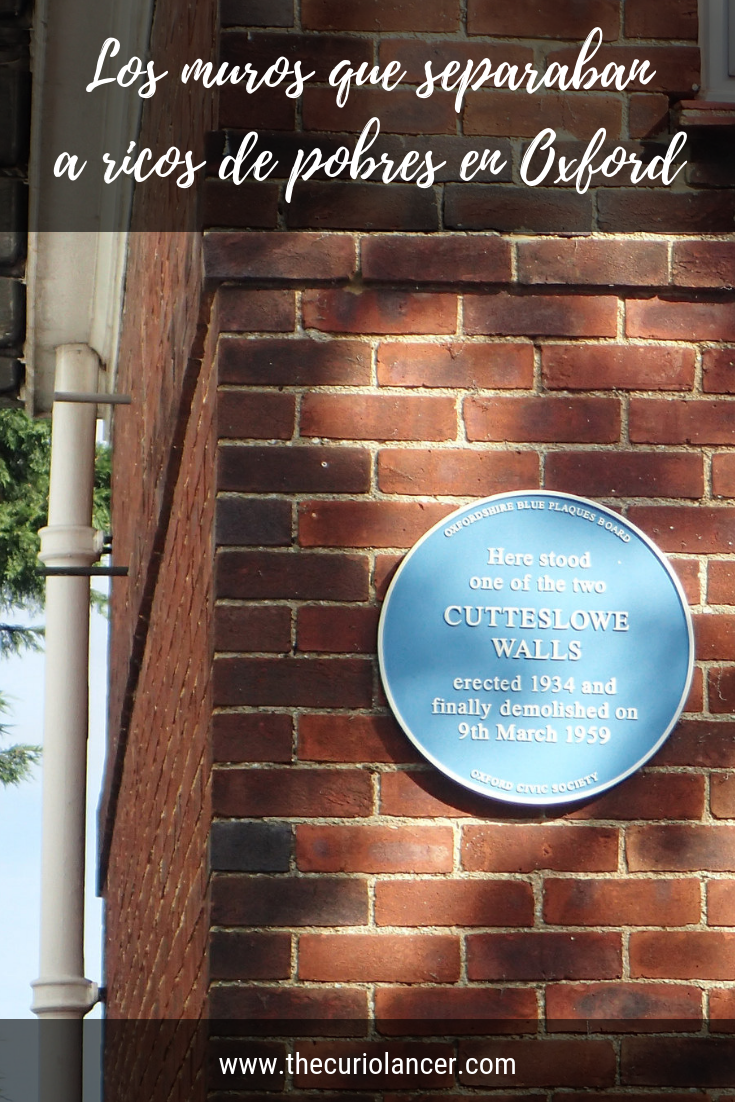 Los muros que separaban
a ricos de pobres en Oxford
OXFORDSHIRE BLUE PLAQUES BOARD
Here stood
one of the two
CUTTESLOWE
WALLS
erected 1934 and
finally demolished on
9th March 1959
OXFORD CIVIC SOCIETY
www.thecuriolancer.com